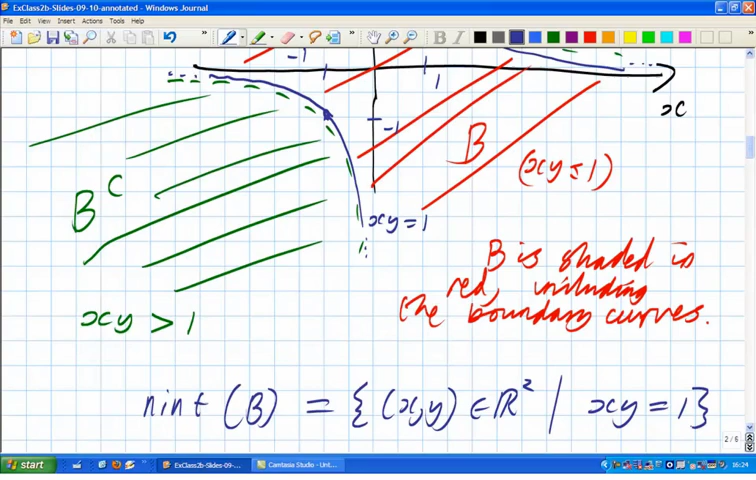 ExClass2b-Slides-09-10-annotated - Windows Journal
File Edit View Insert Actions Tools Help
B I
-1
1
x
-1
B
(xy ≤ 1)
B^C
xy = 1
B is shaded is
red, including
the boundary curves.
xy > 1
nint (B) = {(x,y) ∈ ℝ² | xy = 1}
2 / 6
start
ExClass2b-Slides-09-...
Camtasia Studio - Unt...
16:24